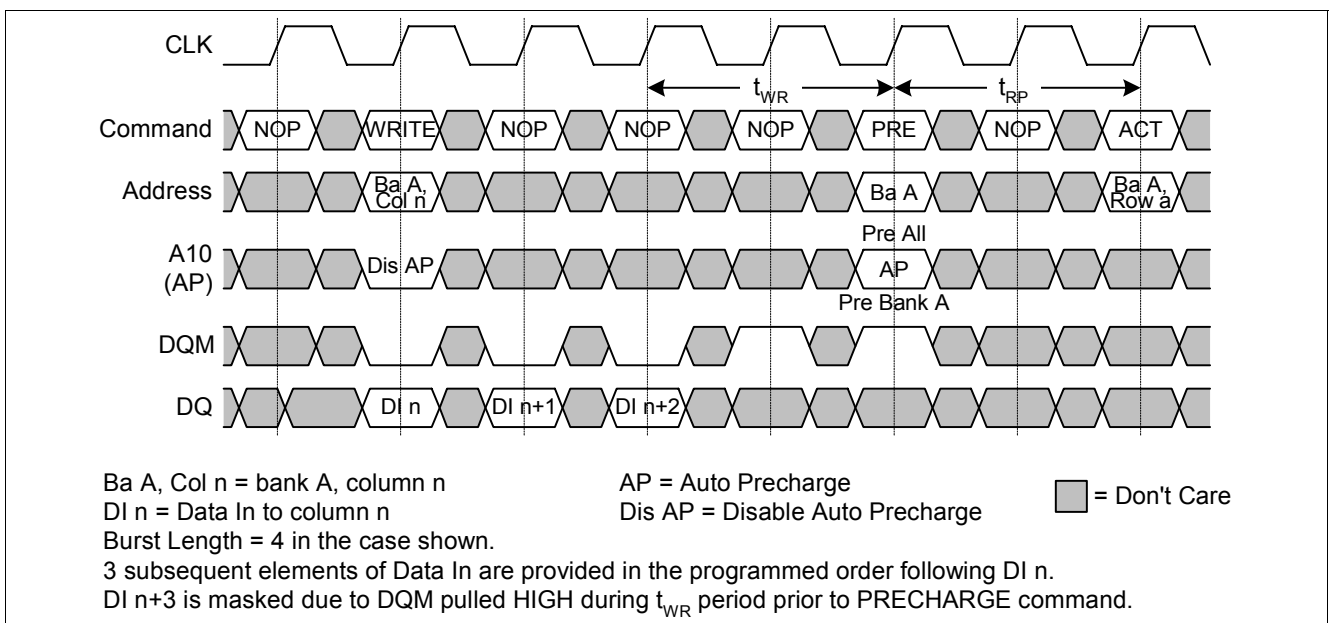 CLK
tWR tRP
Command NOP WRITE NOP NOP NOP PRE NOP ACT
Address Ba A, Col n Ba A Ba A, Row a
Pre All
A10 (AP) Dis AP AP
Pre Bank A
DQM
DQ DI n DI n+1 DI n+2
Ba A, Col n = bank A, column n AP = Auto Precharge
DI n = Data In to column n Dis AP = Disable Auto Precharge = Don't Care
Burst Length = 4 in the case shown.
3 subsequent elements of Data In are provided in the programmed order following DI n.
DI n+3 is masked due to DQM pulled HIGH during tWR period prior to PRECHARGE command.